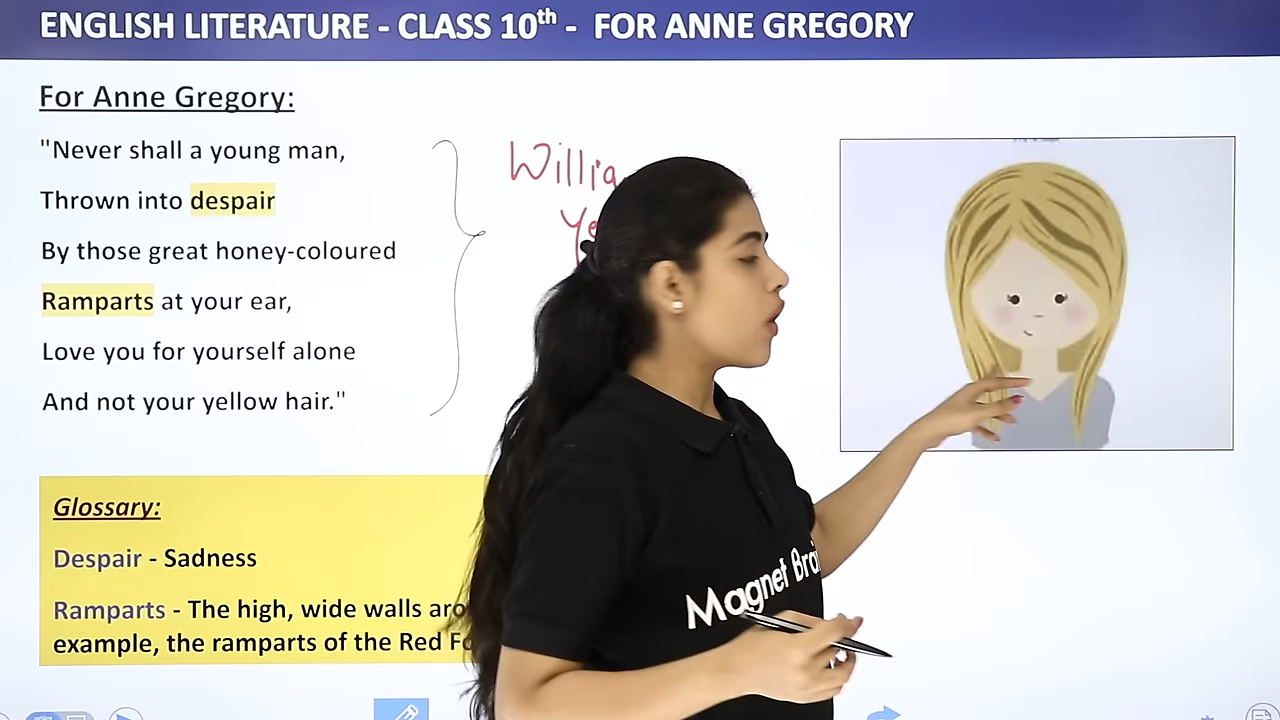 ENGLISH LITERATURE - CLASS 10th - FOR ANNE GREGORY
For Anne Gregory:
"Never shall a young man,
Thrown into despair
By those great honey-coloured
Ramparts at your ear,
Love you for yourself alone
And not your yellow hair."
Glossary:
Despair - Sadness
Ramparts - The high, wide walls
example, the ramparts of the Red
Magnet